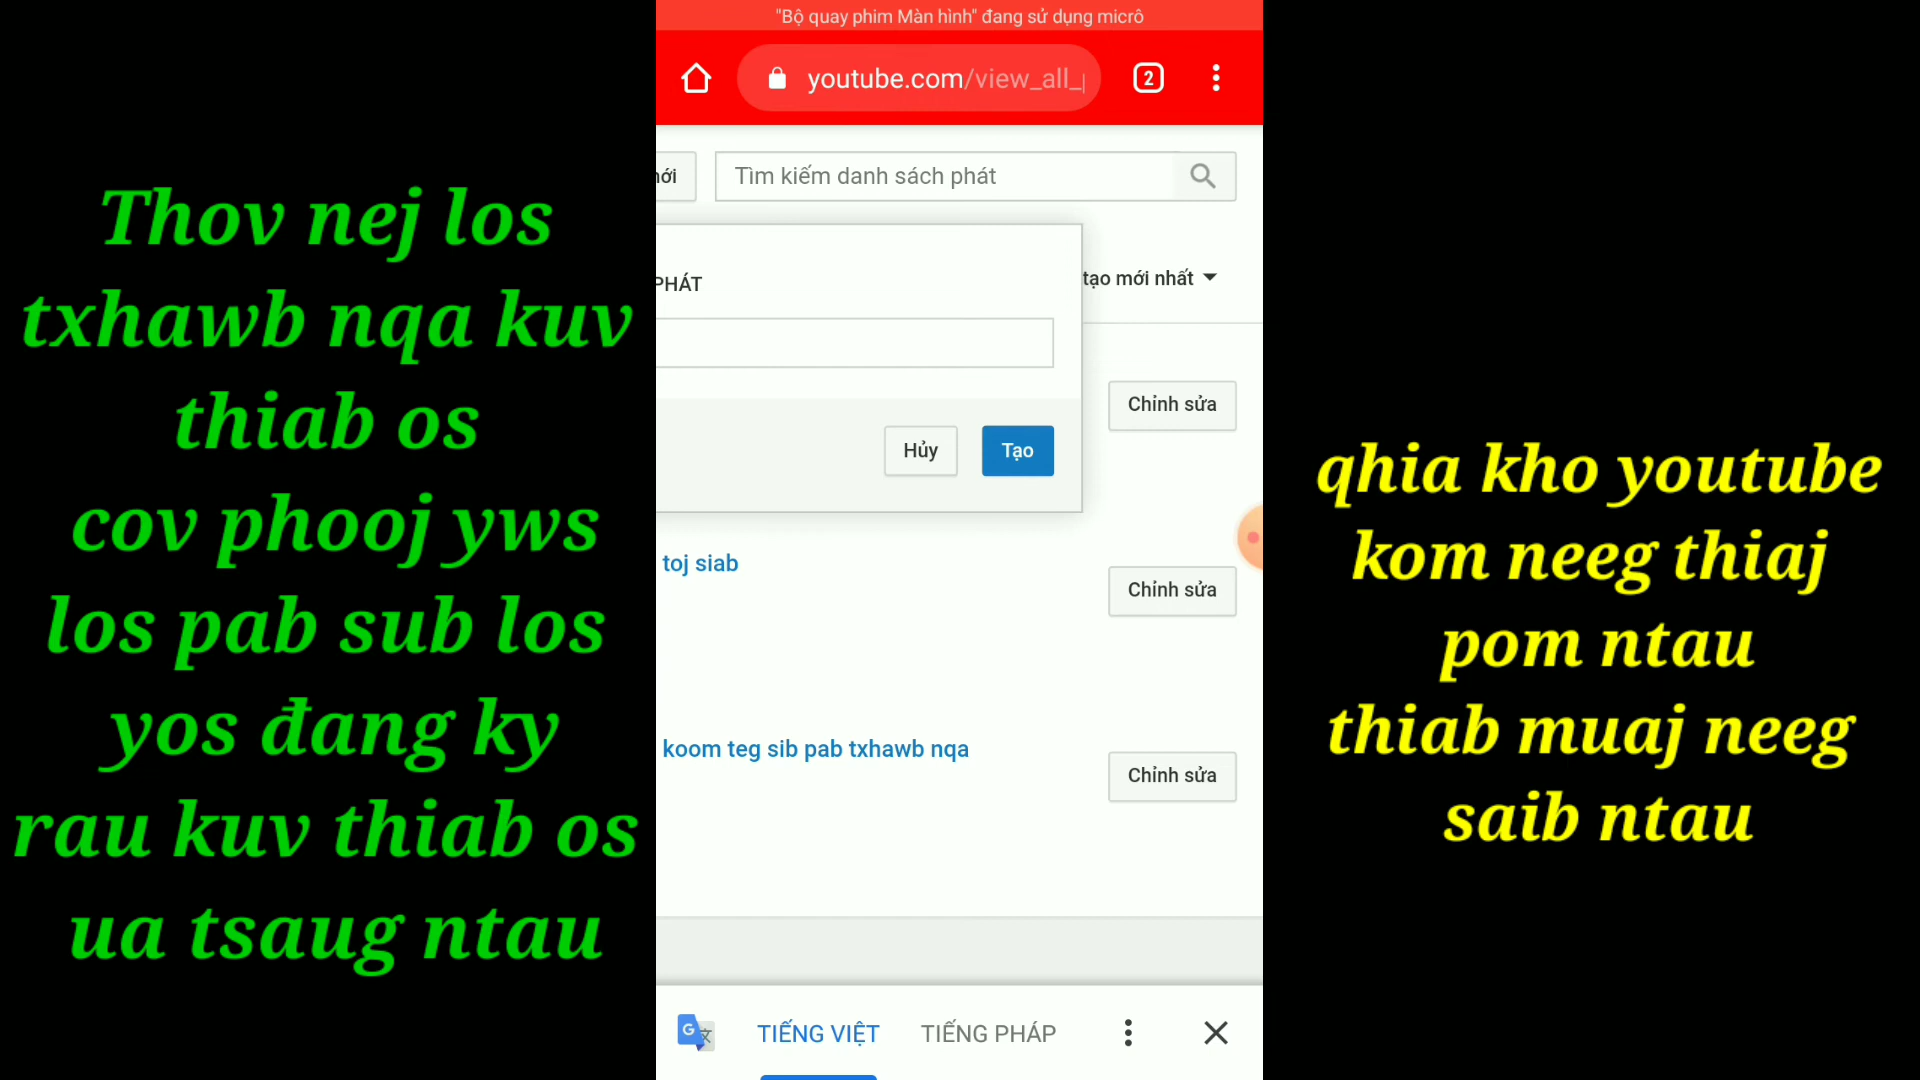 Thov nej los
txhawb nqa kuv
thiab os
cov phooj yws
los pab sub los
yos đang ky
rau kuv thiab os
ua tsaug ntau
"Bộ quay phim Màn hình" đang sử dụng micrô
youtube.com/view_all_
2
Tìm kiếm danh sách phát
PHÁT
tạo mới nhất
Chỉnh sửa
Hủy
Tạo
toj siab
Chỉnh sửa
koom teg sib pab txhawb nqa
Chỉnh sửa
TIẾNG VIỆT
TIẾNG PHÁP
qhia kho youtube
kom neeg thiaj
pom ntau
thiab muaj neeg
saib ntau